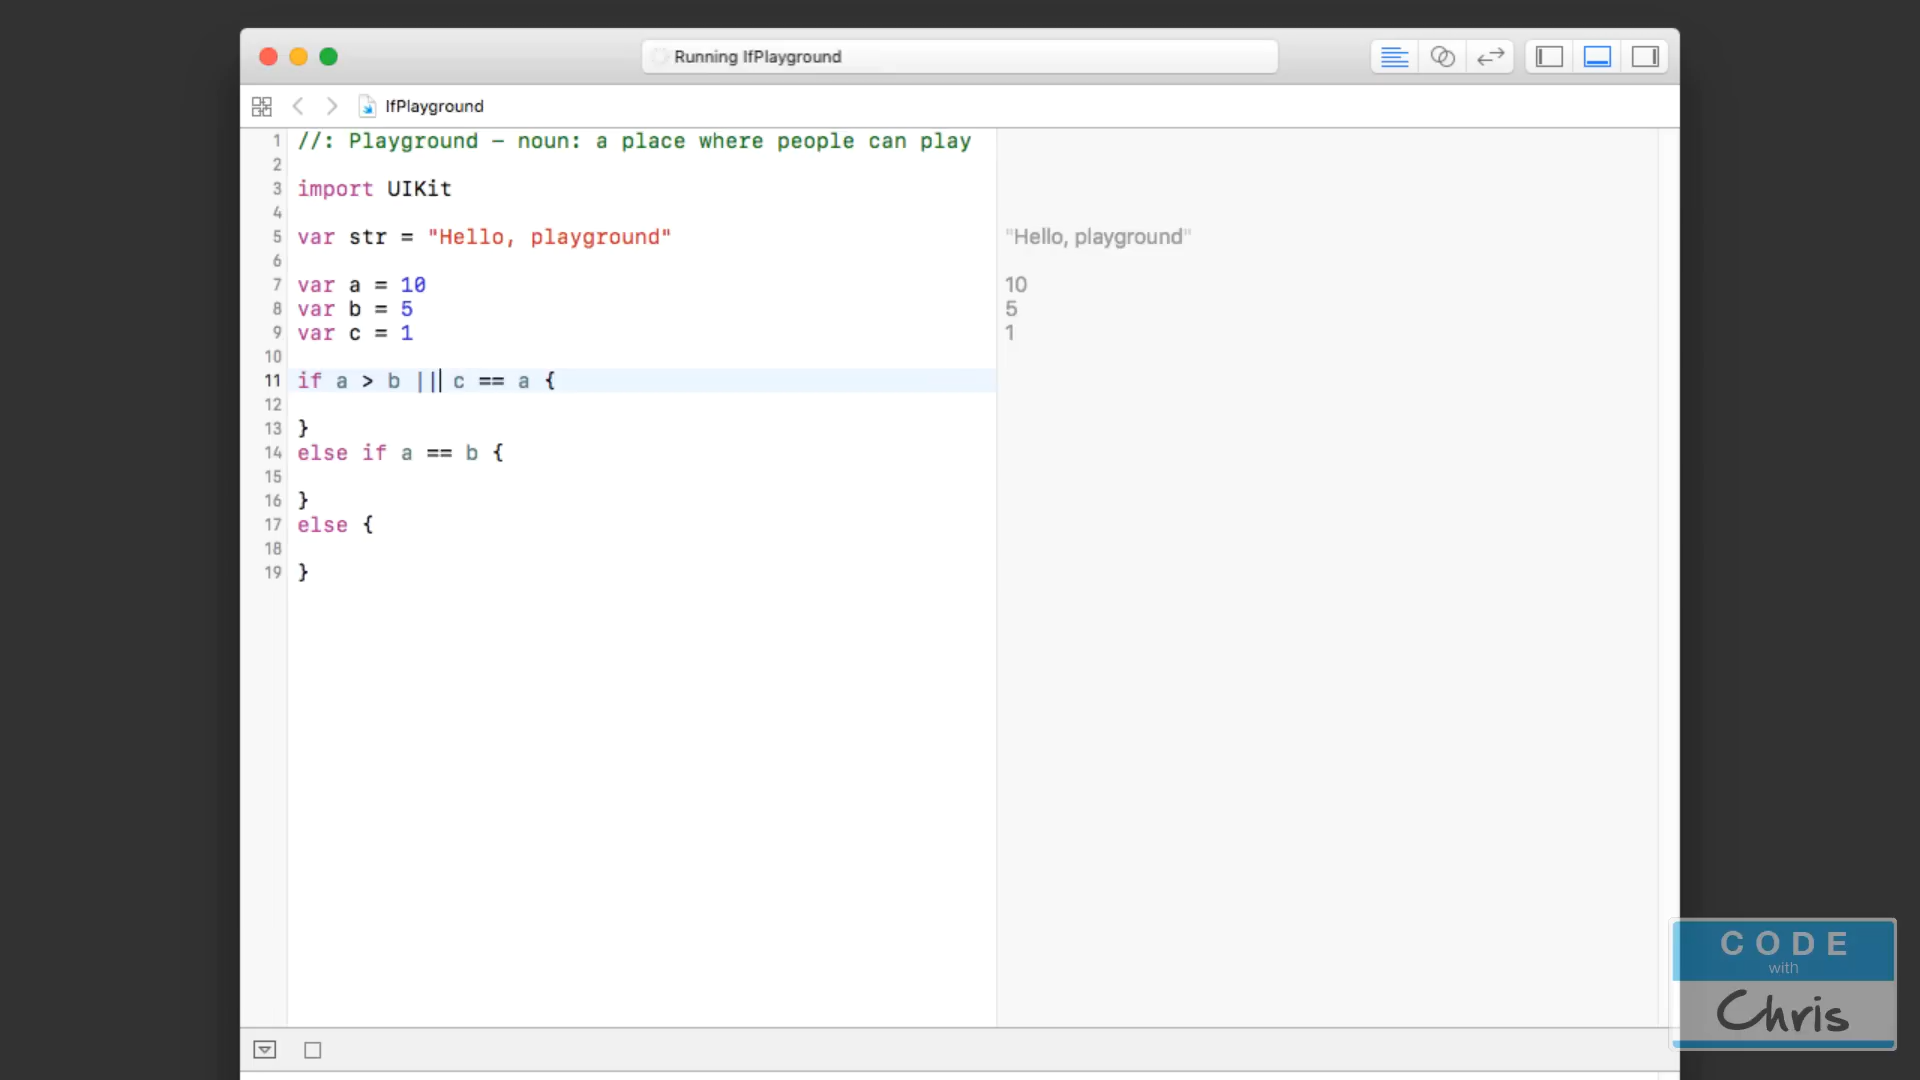 Running IfPlayground
IfPlayground
1 //: Playground – noun: a place where people can play
2
3 import UIKit
4
5 var str = "Hello, playground" "Hello, playground"
6
7 var a = 10 10
8 var b = 5 5
9 var c = 1 1
10
11 if a > b || c == a {
12
13 }
14 else if a == b {
15
16 }
17 else {
18
19 }
CODE
with
Chris